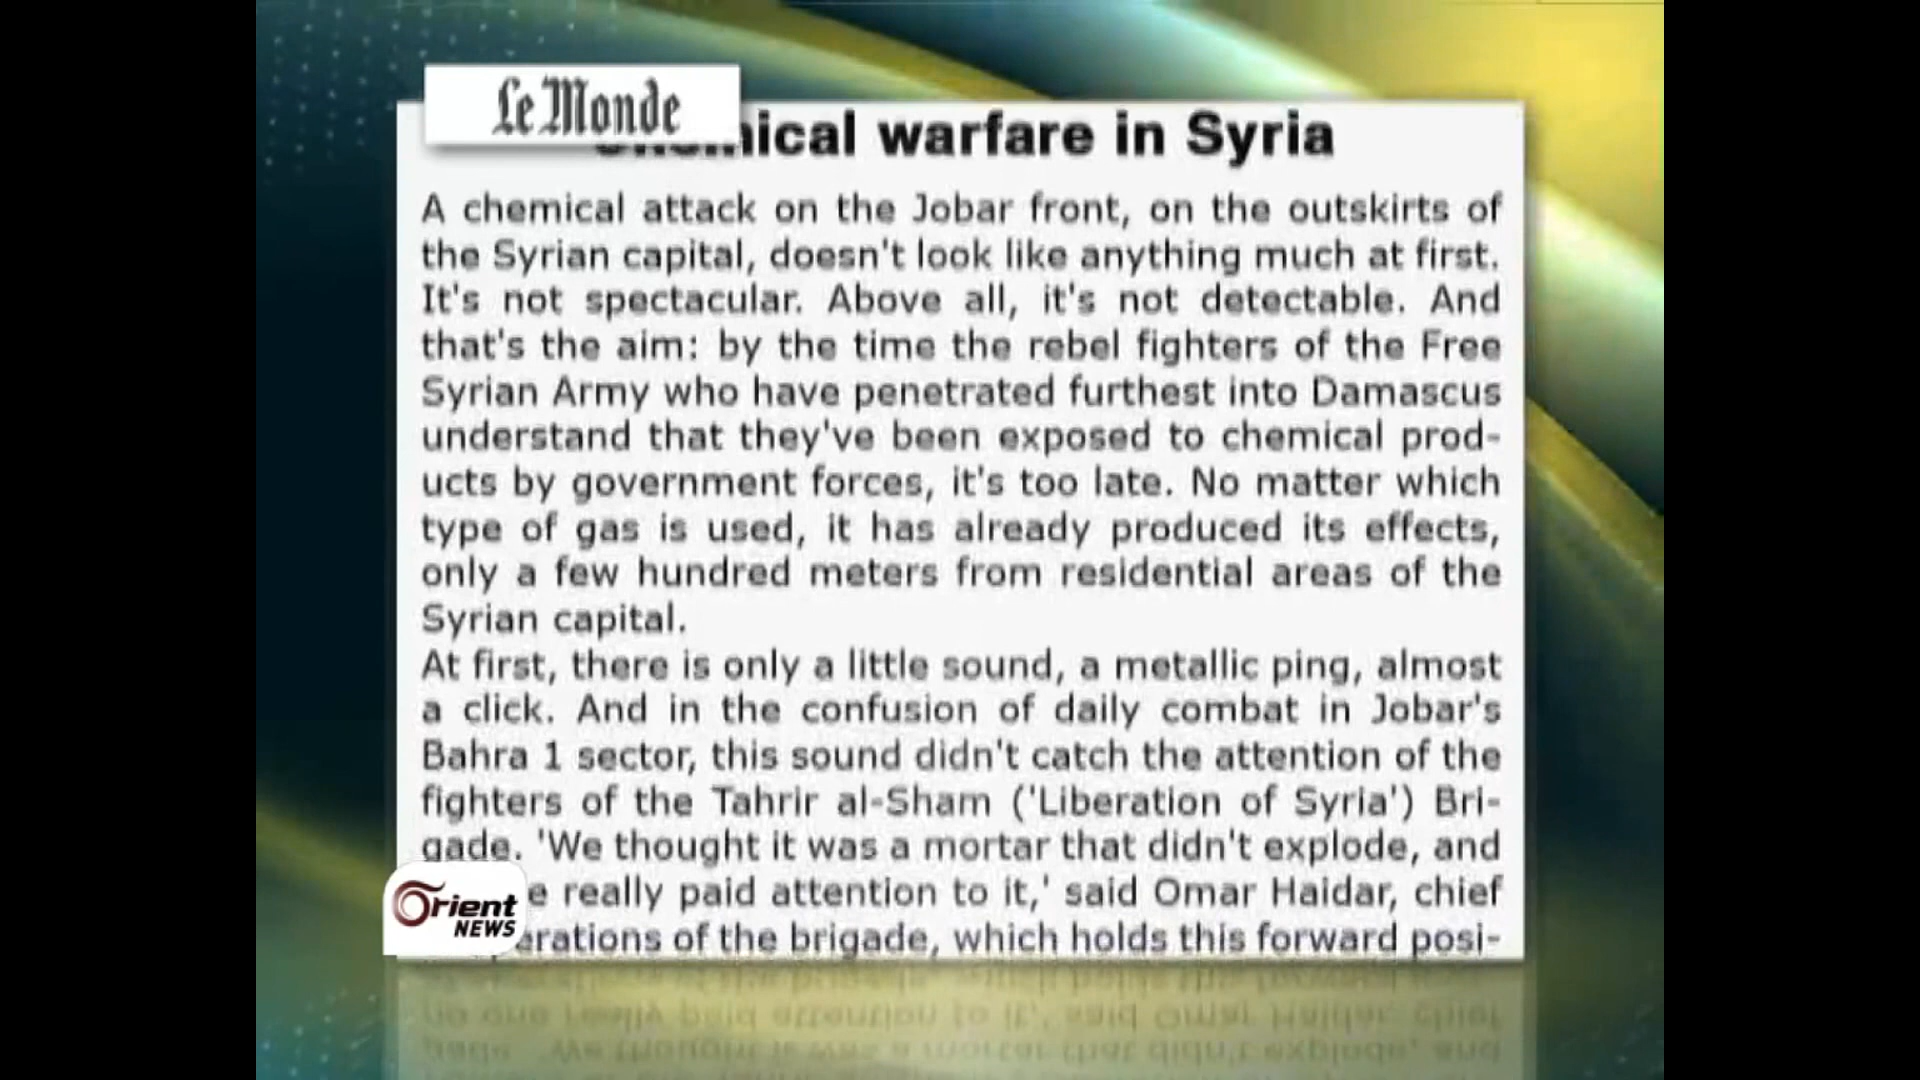 Le Monde
ical warfare in Syria
A chemical attack on the Jobar front, on the outskirts of
the Syrian capital, doesn't look like anything much at first.
It's not spectacular. Above all, it's not detectable. And
that's the aim: by the time the rebel fighters of the Free
Syrian Army who have penetrated furthest into Damascus
understand that they've been exposed to chemical prod-
ucts by government forces, it's too late. No matter which
type of gas is used, it has already produced its effects,
only a few hundred meters from residential areas of the
Syrian capital.
At first, there is only a little sound, a metallic ping, almost
a click. And in the confusion of daily combat in Jobar's
Bahra 1 sector, this sound didn't catch the attention of the
fighters of the Tahrir al-Sham ('Liberation of Syria') Bri-
gade. 'We thought it was a mortar that didn't explode, and
e really paid attention to it,' said Omar Haidar, chief
erations of the brigade, which holds this forward posi-
Orient
NEWS